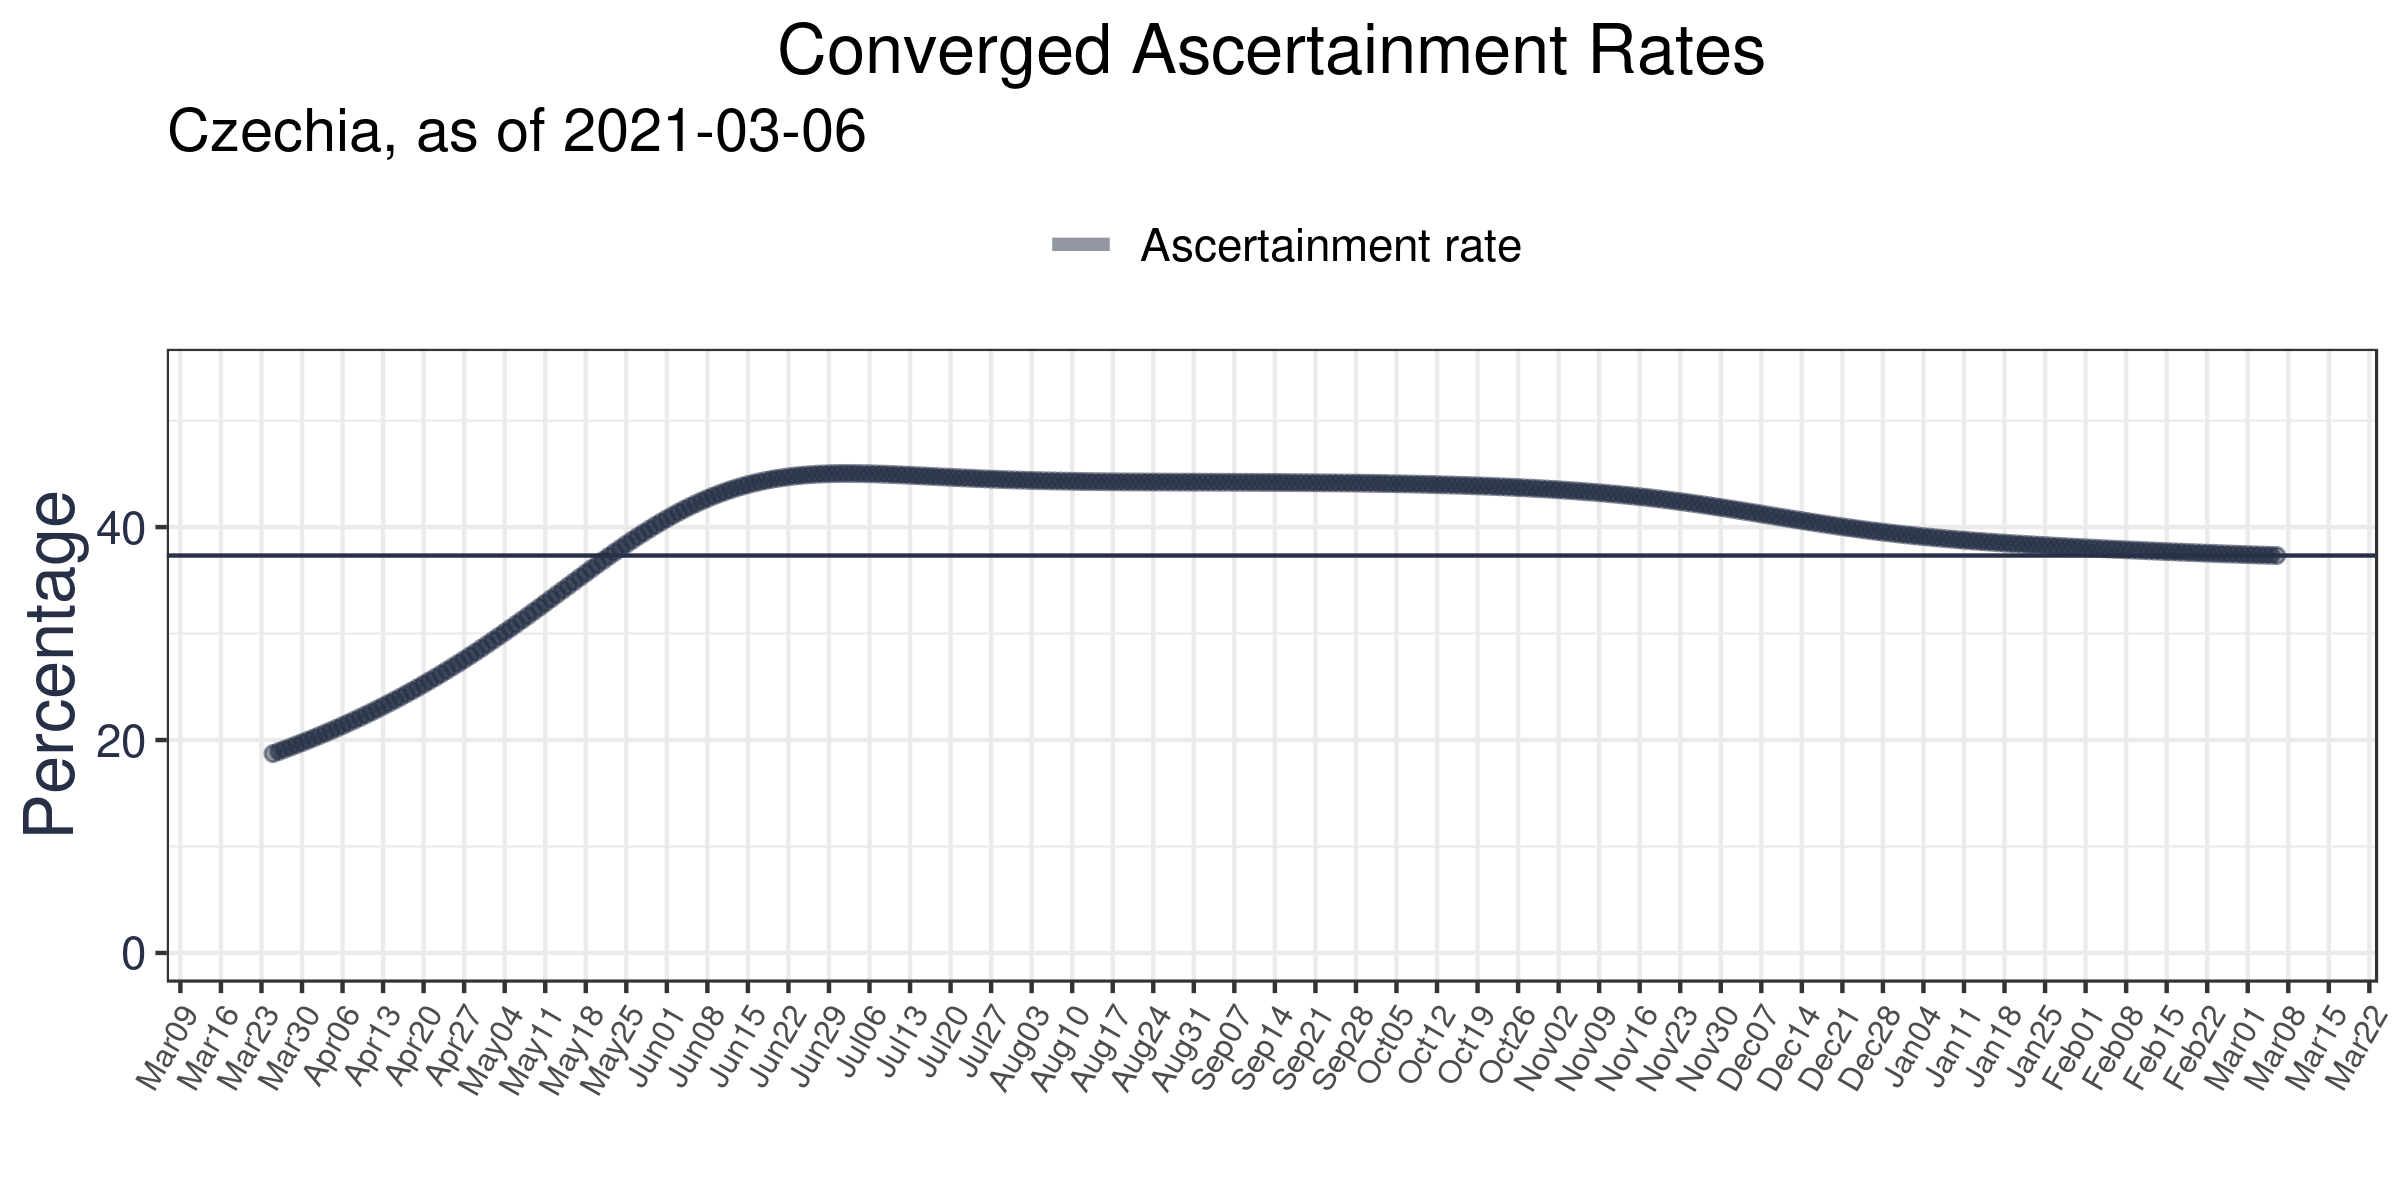 Converged Ascertainment Rates
Czechia, as of 2021-03-06
Ascertainment rate
Percentage
40
20
0
Mar09
Mar16
Mar23
Mar30
Apr06
Apr13
Apr20
Apr27
May04
May11
May18
May25
Jun01
Jun08
Jun15
Jun22
Jun29
Jul06
Jul13
Jul20
Jul27
Aug03
Aug10
Aug17
Aug24
Aug31
Sep07
Sep14
Sep21
Sep28
Oct05
Oct12
Oct19
Oct26
Nov02
Nov09
Nov16
Nov23
Nov30
Dec07
Dec14
Dec21
Dec28
Jan04
Jan11
Jan18
Jan25
Feb01
Feb08
Feb15
Feb22
Mar01
Mar08
Mar15
Mar22